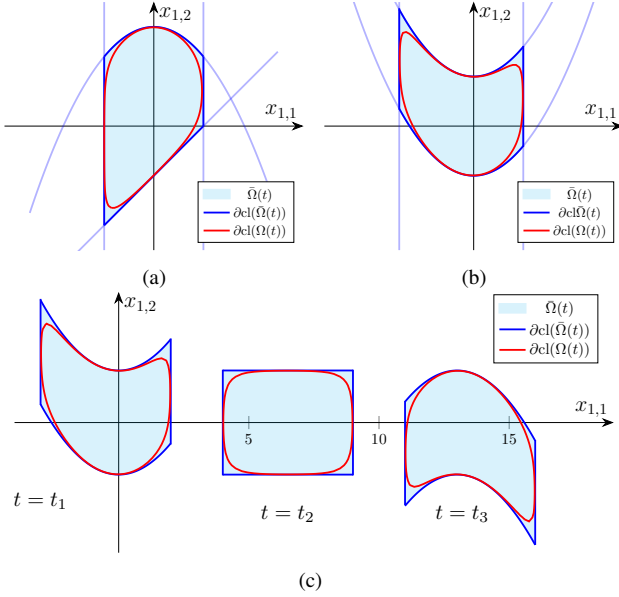 x₁,₂
x₁,₁
Ω̄(t)
∂cl(Ω̄(t))
∂cl(Ω(t))
(a)
x₁,₂
x₁,₁
Ω̄(t)
∂clΩ̄(t)
∂cl(Ω(t))
(b)
x₁,₂
Ω̄(t)
∂cl(Ω̄(t))
∂cl(Ω(t))
x₁,₁
5 10 15
t = t₁ t = t₂ t = t₃
(c)